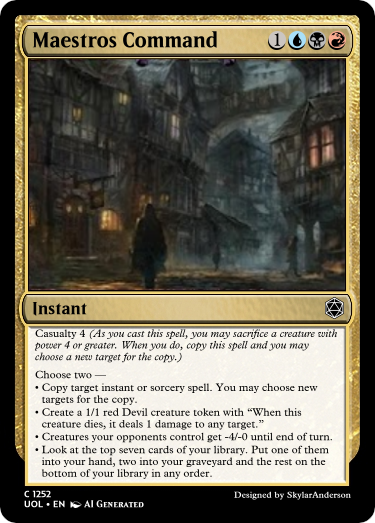 Maestros Command 1
Instant
Casualty 4 (As you cast this spell, you may sacrifice a creature with
power 4 or greater. When you do, copy this spell and you may
choose a new target for the copy.)
Choose two —
• Copy target instant or sorcery spell. You may choose new
targets for the copy.
• Create a 1/1 red Devil creature token with “When this
creature dies, it deals 1 damage to any target.”
• Creatures your opponents control get -4/-0 until end of turn.
• Look at the top seven cards of your library. Put one of them
into your hand, two into your graveyard and the rest on the
bottom of your library in any order.
C 1252
UOL • EN AI Generated
Designed by SkylarAnderson